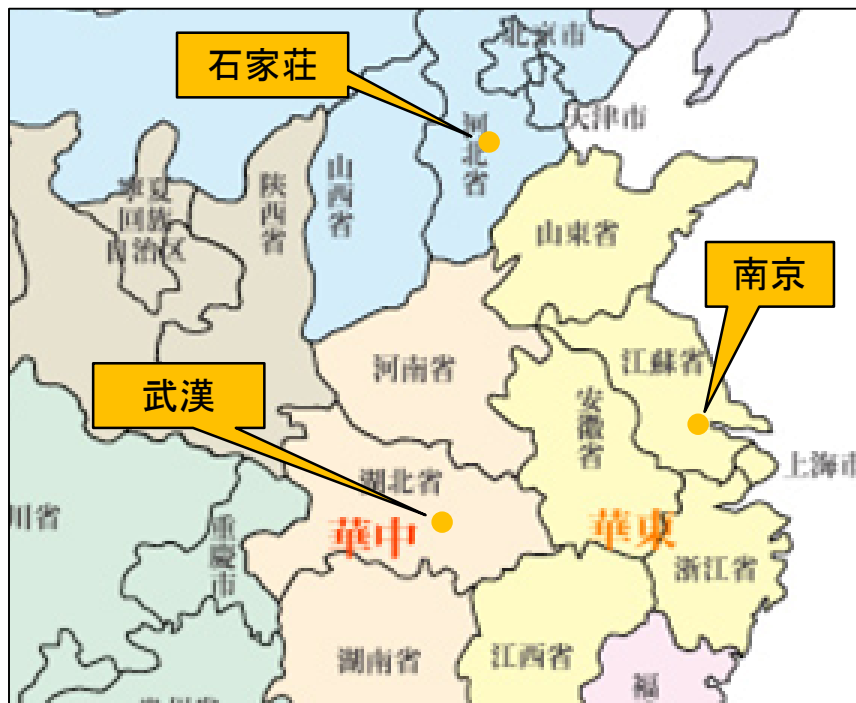 石家荘
北京市
天津市
河北省
山西省
陝西省
寧夏
回族
自治区
山東省
南京
江蘇省
河南省
武漢
安徽省
上海市
湖北省
川省
重慶市
華中
華東
浙江省
湖南省
江西省
福